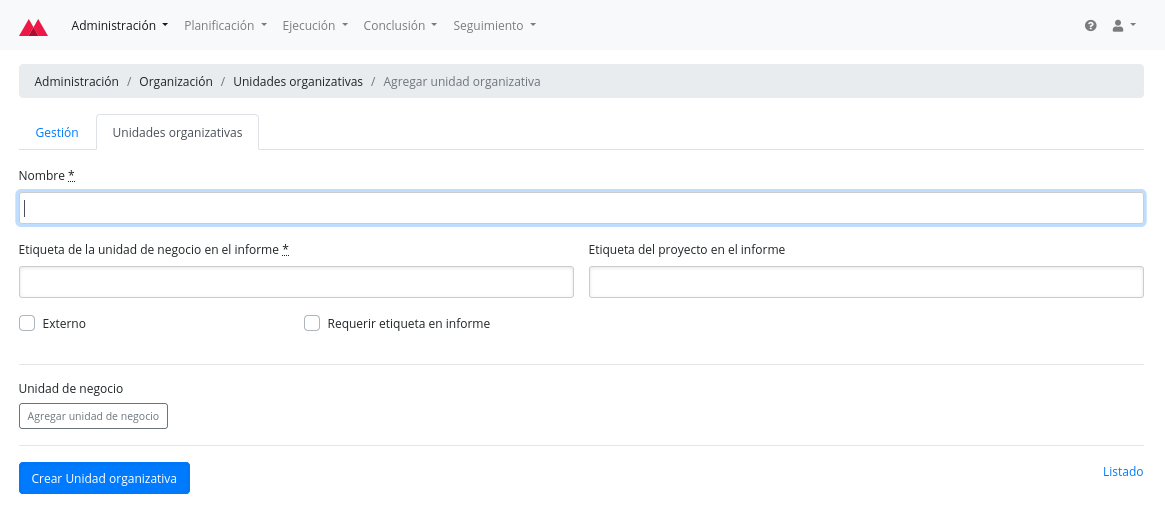 Administración Planificación Ejecución Conclusión Seguimiento
Administración / Organización / Unidades organizativas / Agregar unidad organizativa
Gestión Unidades organizativas
Nombre *
Etiqueta de la unidad de negocio en el informe * Etiqueta del proyecto en el informe
Externo Requerir etiqueta en informe
Unidad de negocio
Agregar unidad de negocio
Crear Unidad organizativa Listado